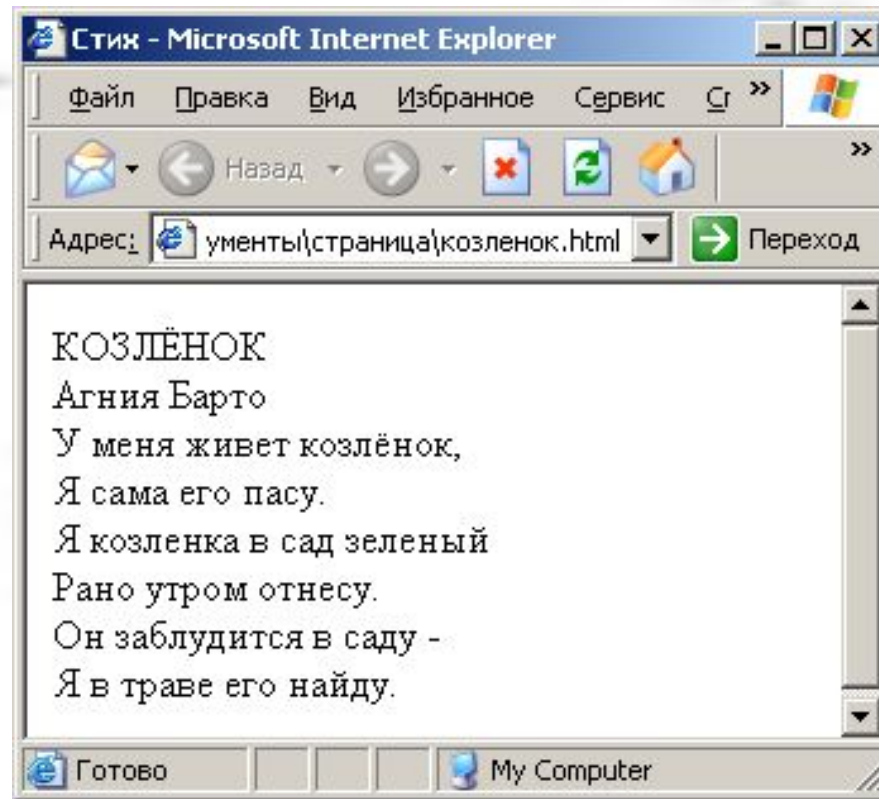 Стих - Microsoft Internet Explorer
Файл Правка Вид Избранное Сервис »
Назад »
Адрес: ументы\страница\козленок.html Переход
КОЗЛЁНОК
Агния Барто
У меня живет козлёнок,
Я сама его пасу.
Я козленка в сад зеленый
Рано утром отнесу.
Он заблудится в саду -
Я в траве его найду.
Готово My Computer